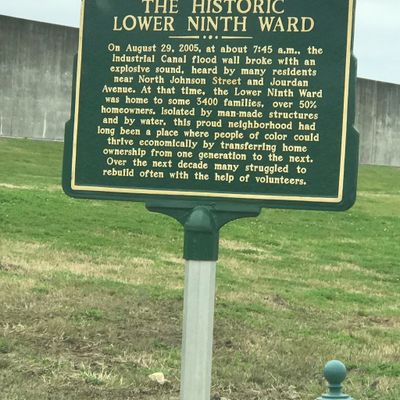 THE HISTORIC
LOWER NINTH WARD
On August 29, 2005, at about 7:45 a.m., the
Industrial Canal flood wall broke with an
explosive sound, heard by many residents
near North Johnson Street and Jourdan
Avenue. At that time, the Lower Ninth Ward
was home to some 3400 families, over 50%
homeowners. Isolated by man-made structures
and by water, this proud neighborhood had
long been a place where people of color could
thrive economically by transferring home
ownership from one generation to the next.
Over the next decade many struggled to
rebuild often with the help of volunteers.